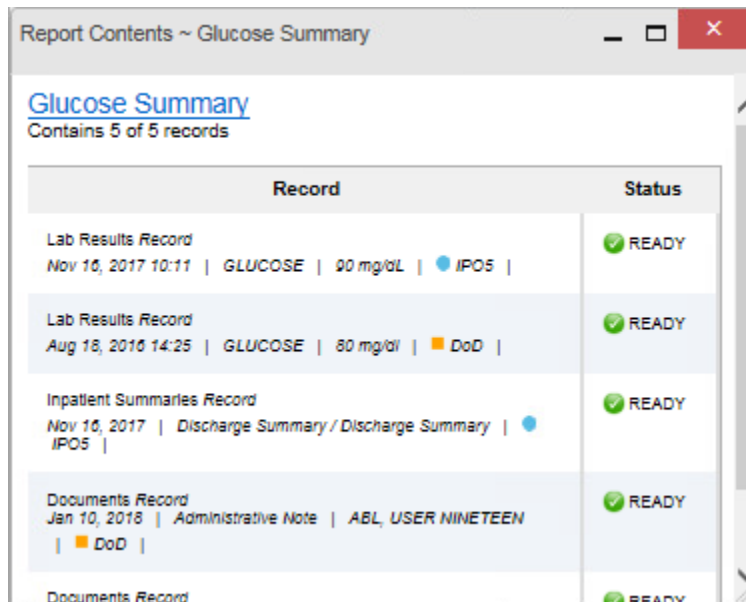 Report Contents ~ Glucose Summary
Glucose Summary
Contains 5 of 5 records
Record Status
Lab Results Record
READY
Nov 16, 2017 10:11 | GLUCOSE | 90 mg/dL | IPO5 |
Lab Results Record
READY
Aug 18, 2016 14:25 | GLUCOSE | 80 mg/dl | DoD |
Inpatient Summaries Record
READY
Nov 16, 2017 | Discharge Summary / Discharge Summary |
IPO5 |
Documents Record
READY
Jan 10, 2018 | Administrative Note | ABL, USER NINETEEN
| DoD |
Documents Record
READY